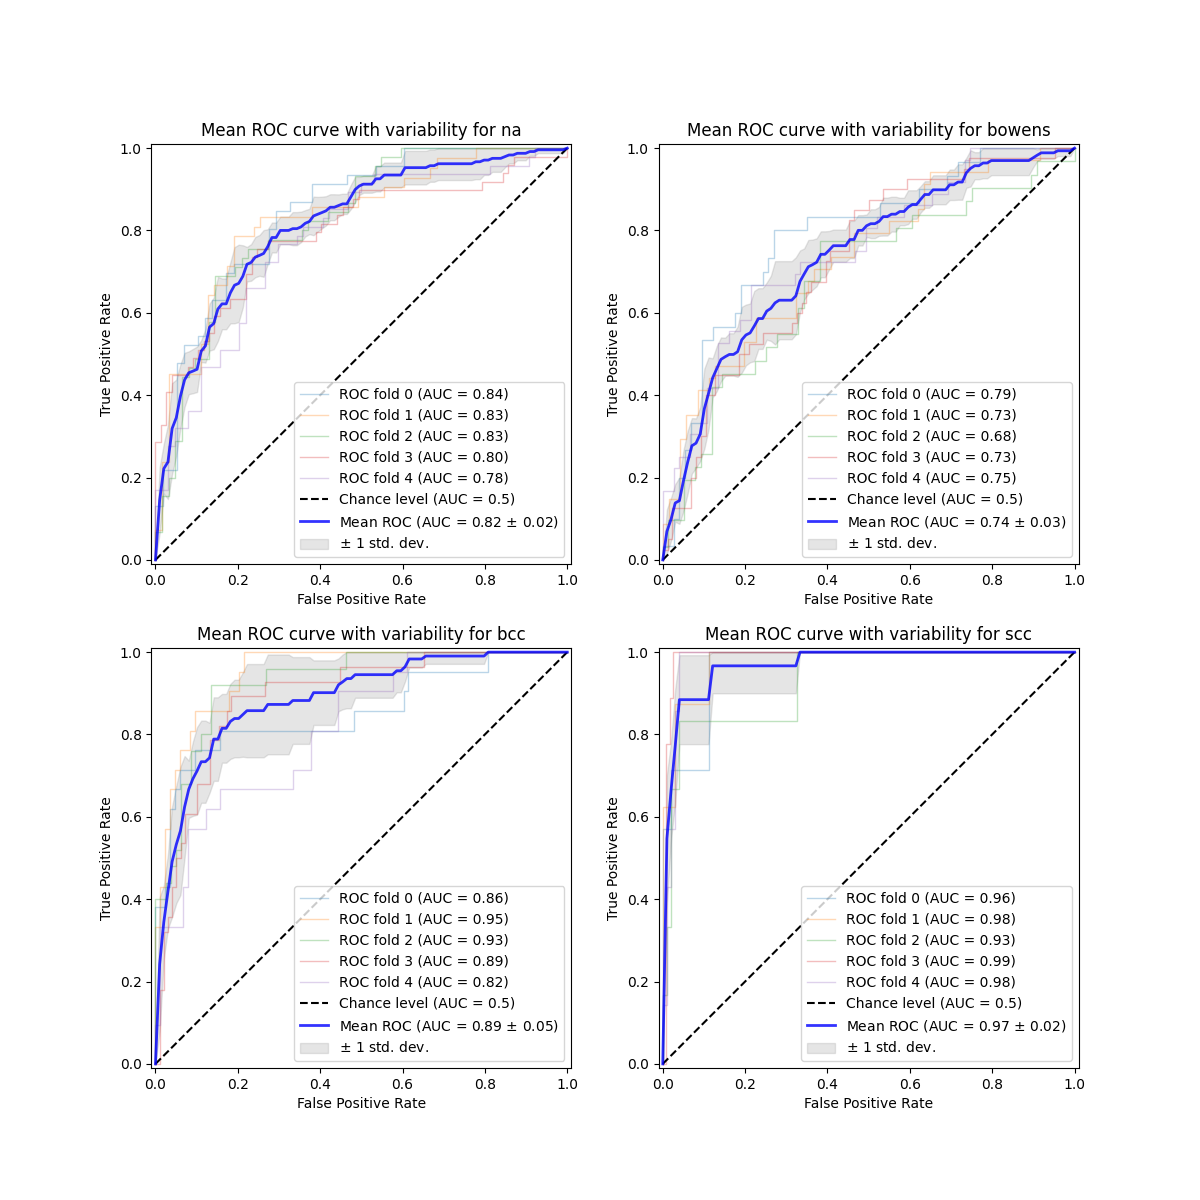 Mean ROC curve with variability for na
1.0
0.8
0.6
0.4
0.2
0.0
True Positive Rate
ROC fold 0 (AUC = 0.84)
ROC fold 1 (AUC = 0.83)
ROC fold 2 (AUC = 0.83)
ROC fold 3 (AUC = 0.80)
ROC fold 4 (AUC = 0.78)
Chance level (AUC = 0.5)
Mean ROC (AUC = 0.82 ± 0.02)
± 1 std. dev.
0.0 0.2 0.4 0.6 0.8 1.0
False Positive Rate
Mean ROC curve with variability for bowens
1.0
0.8
0.6
0.4
0.2
0.0
True Positive Rate
ROC fold 0 (AUC = 0.79)
ROC fold 1 (AUC = 0.73)
ROC fold 2 (AUC = 0.68)
ROC fold 3 (AUC = 0.73)
ROC fold 4 (AUC = 0.75)
Chance level (AUC = 0.5)
Mean ROC (AUC = 0.74 ± 0.03)
± 1 std. dev.
0.0 0.2 0.4 0.6 0.8 1.0
False Positive Rate
Mean ROC curve with variability for bcc
1.0
0.8
0.6
0.4
0.2
0.0
True Positive Rate
ROC fold 0 (AUC = 0.86)
ROC fold 1 (AUC = 0.95)
ROC fold 2 (AUC = 0.93)
ROC fold 3 (AUC = 0.89)
ROC fold 4 (AUC = 0.82)
Chance level (AUC = 0.5)
Mean ROC (AUC = 0.89 ± 0.05)
± 1 std. dev.
0.0 0.2 0.4 0.6 0.8 1.0
False Positive Rate
Mean ROC curve with variability for scc
1.0
0.8
0.6
0.4
0.2
0.0
True Positive Rate
ROC fold 0 (AUC = 0.96)
ROC fold 1 (AUC = 0.98)
ROC fold 2 (AUC = 0.93)
ROC fold 3 (AUC = 0.99)
ROC fold 4 (AUC = 0.98)
Chance level (AUC = 0.5)
Mean ROC (AUC = 0.97 ± 0.02)
± 1 std. dev.
0.0 0.2 0.4 0.6 0.8 1.0
False Positive Rate